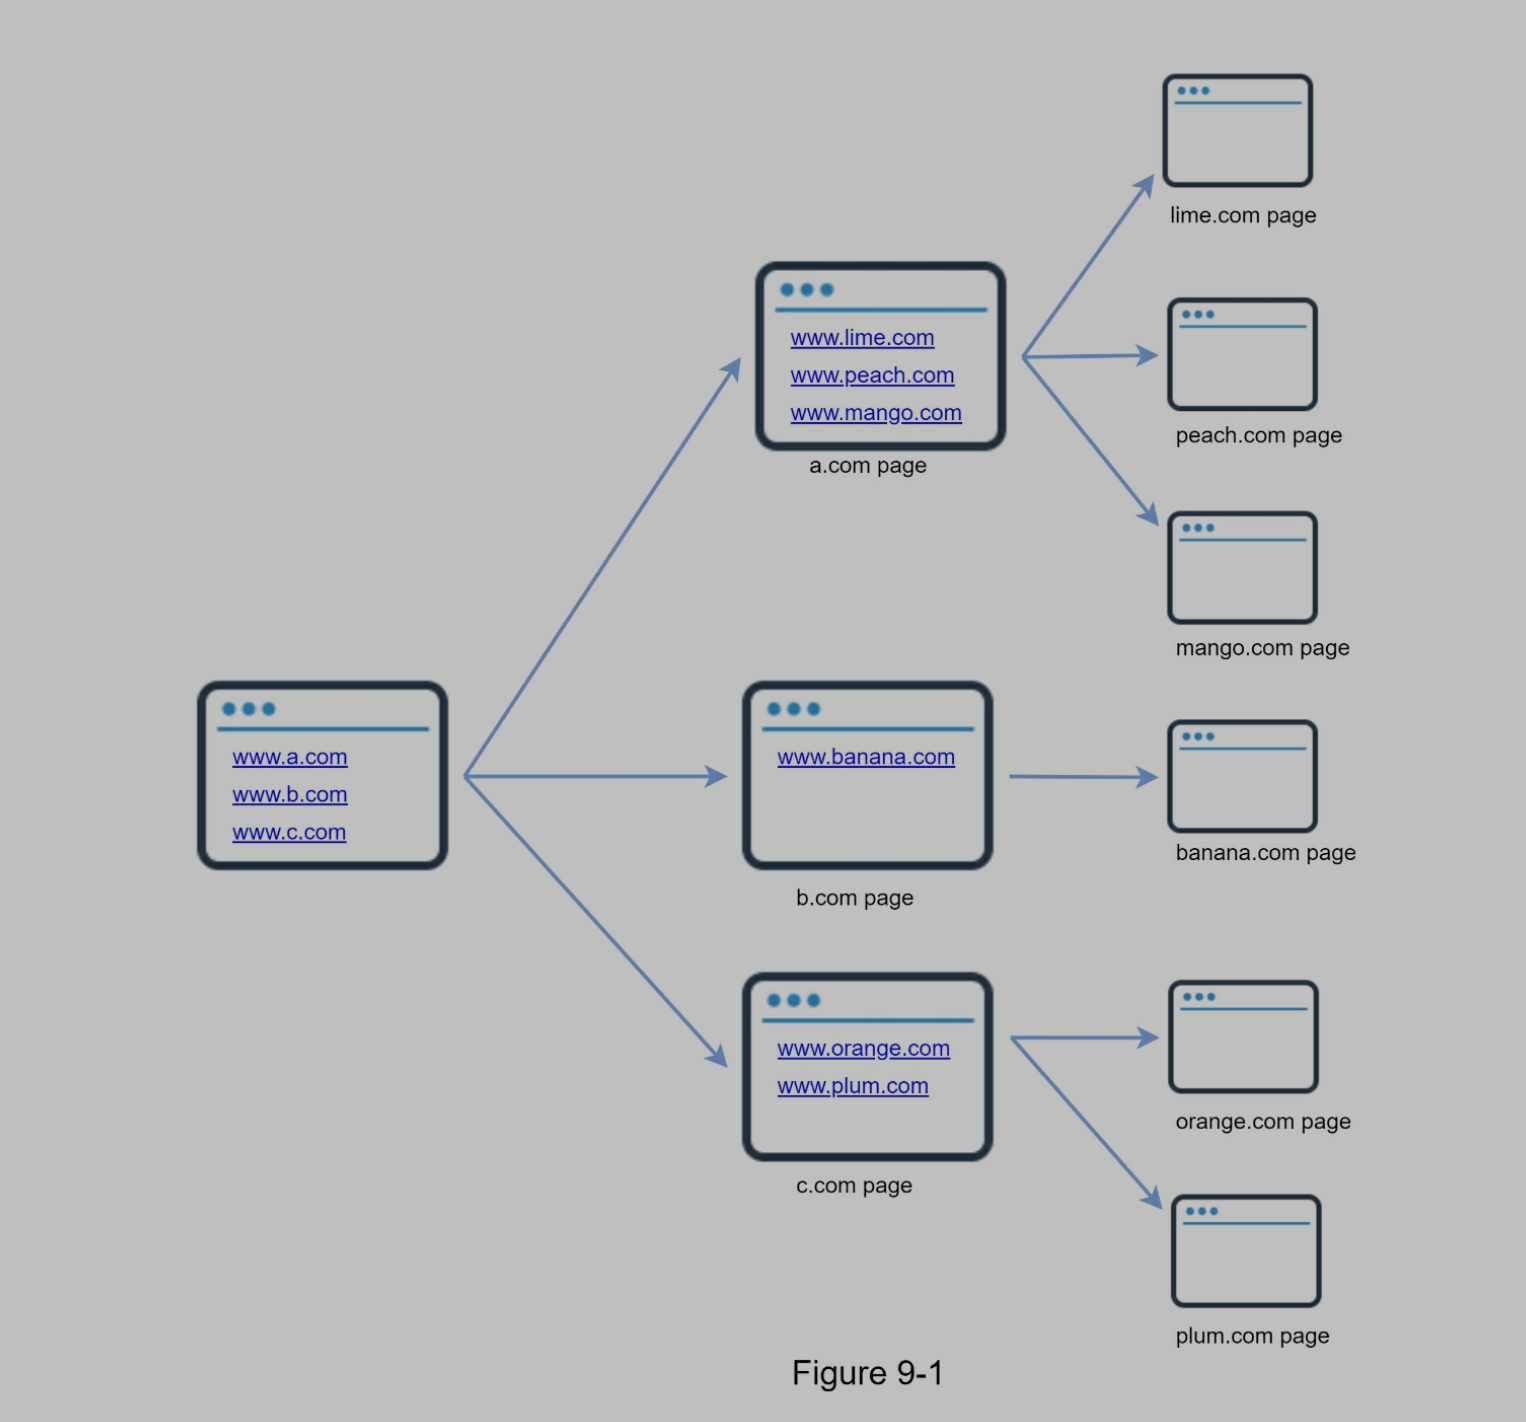 lime.com page
www.lime.com
www.peach.com
www.mango.com
a.com page
peach.com page
mango.com page
www.a.com
www.b.com
www.c.com
www.banana.com
b.com page
banana.com page
www.orange.com
www.plum.com
c.com page
orange.com page
plum.com page
Figure 9-1